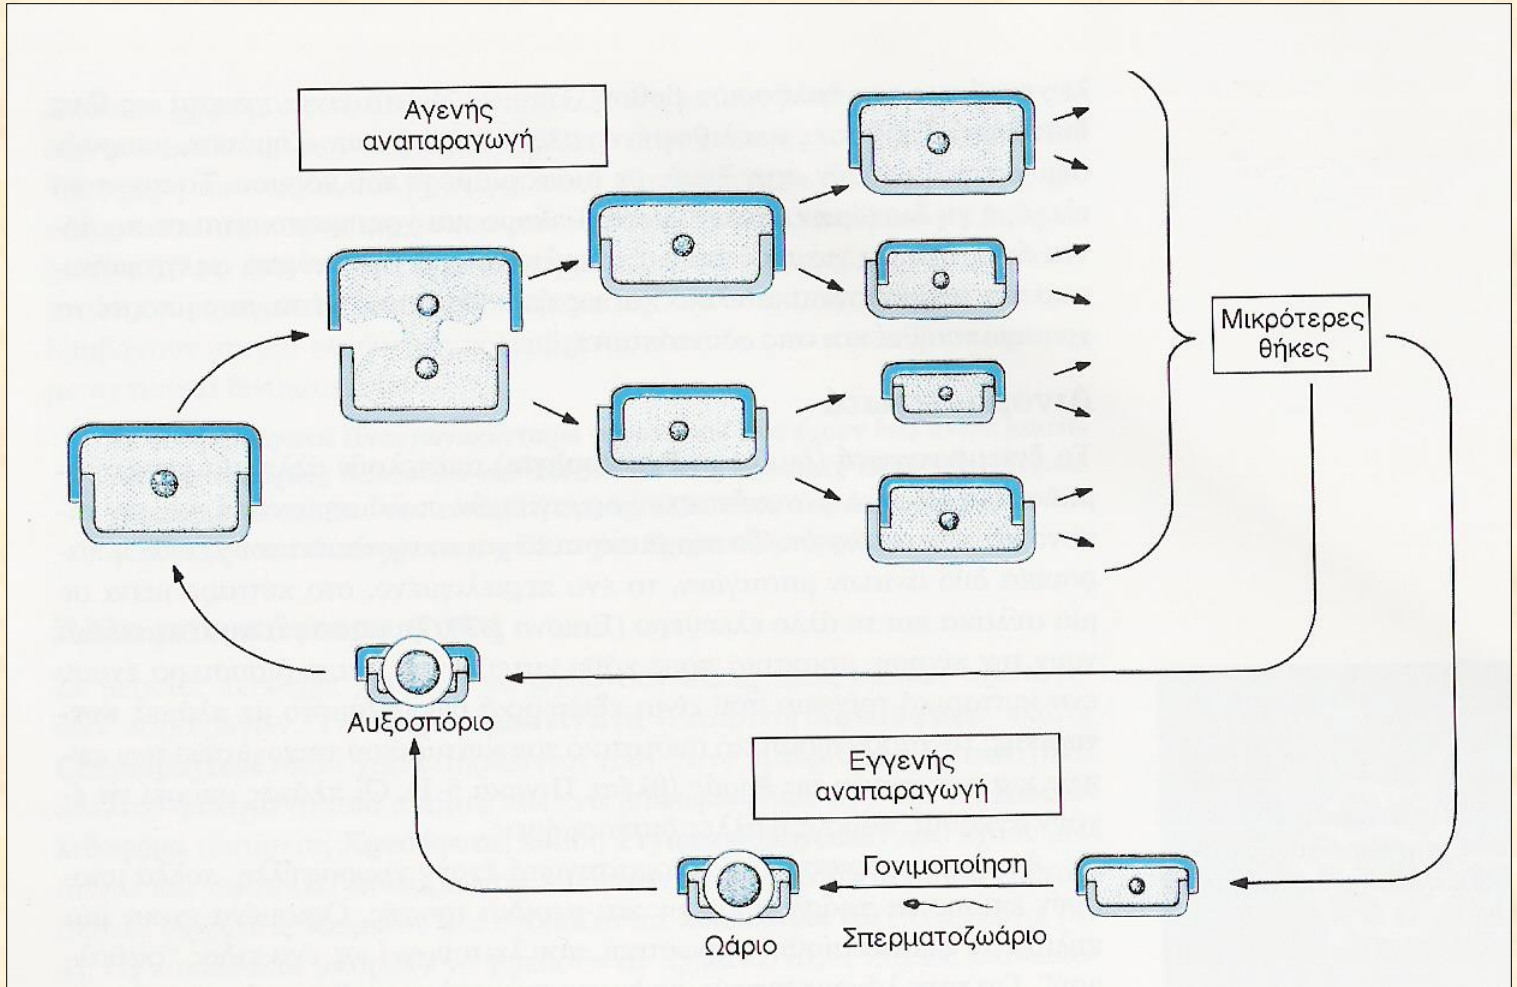 Αγενής
αναπαραγωγή
Μικρότερες
θήκες
Αυξοσπόριο
Εγγενής
αναπαραγωγή
Γονιμοποίηση
Ωάριο
Σπερματοζωάριο